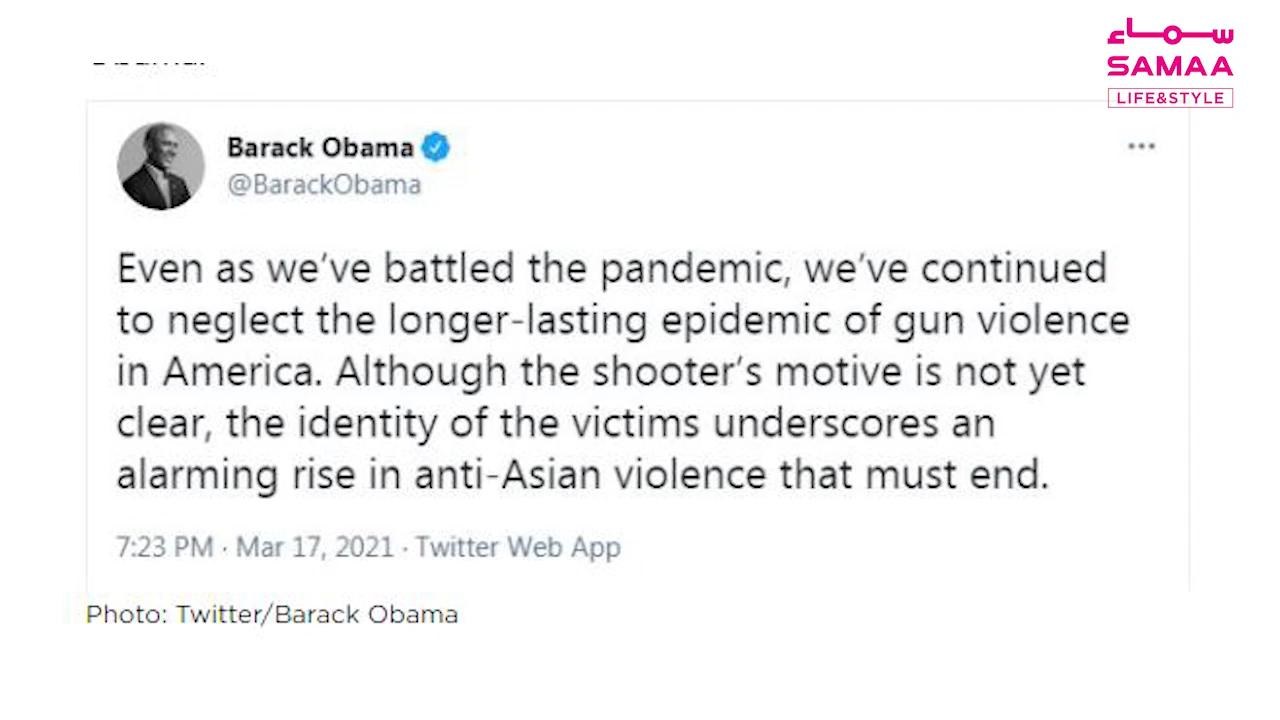 سماء
SAMAA
LIFE&STYLE
Barack Obama
@BarackObama
Even as we've battled the pandemic, we've continued
to neglect the longer-lasting epidemic of gun violence
in America. Although the shooter's motive is not yet
clear, the identity of the victims underscores an
alarming rise in anti-Asian violence that must end.
7:23 PM · Mar 17, 2021 · Twitter Web App
Photo: Twitter/Barack Obama